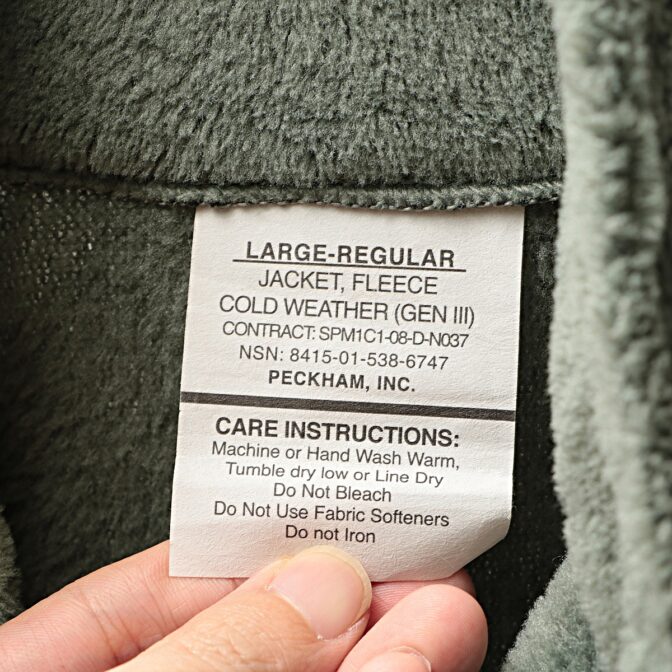 LARGE-REGULAR
JACKET, FLEECE
COLD WEATHER (GEN III)
CONTRACT: SPM1C1-08-D-N037
NSN: 8415-01-538-6747
PECKHAM, INC.
CARE INSTRUCTIONS:
Machine or Hand Wash Warm,
Tumble dry low or Line Dry
Do Not Bleach
Do Not Use Fabric Softeners
Do not Iron